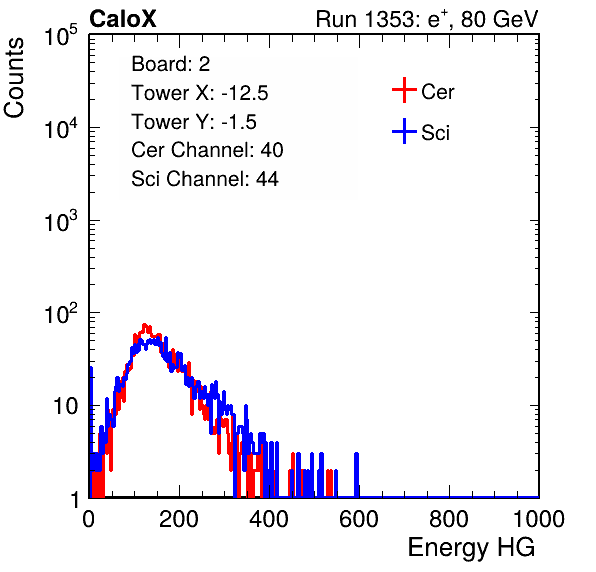 CaloX Run 1353: e⁺, 80 GeV
Counts
10⁵
10⁴
10³
10²
10
1
Board: 2
Tower X: -12.5
Tower Y: -1.5
Cer Channel: 40
Sci Channel: 44
Cer
Sci
0 200 400 600 800 1000
Energy HG